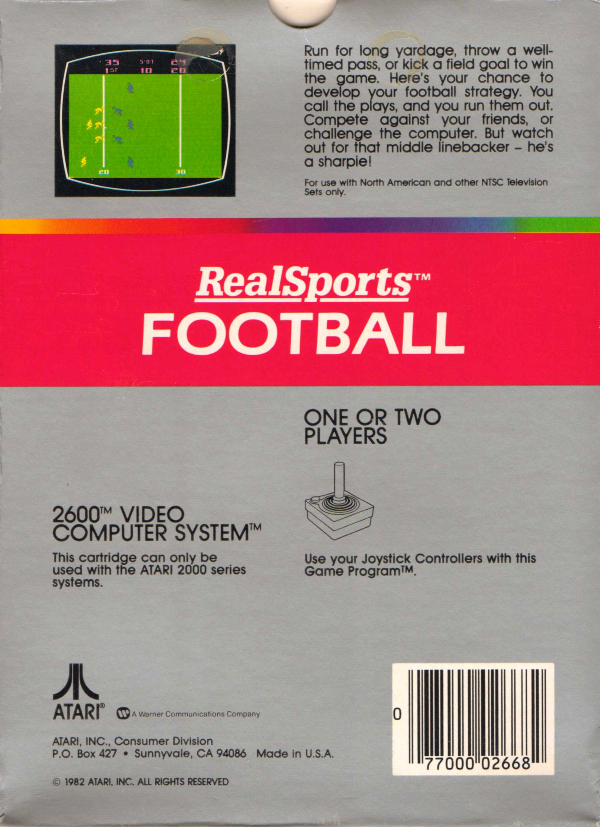 35 5:01 24
1ST 10 20
20 30
Run for long yardage, throw a well-
timed pass, or kick a field goal to win
the game. Here's your chance to
develop your football strategy. You
call the plays, and you run them out.
Compete against your friends, or
challenge the computer. But watch
out for that middle linebacker – he's
a sharpie!
For use with North American and other NTSC Television
Sets only.
RealSports™
FOOTBALL
ONE OR TWO
PLAYERS
2600™ VIDEO
COMPUTER SYSTEM™
This cartridge can only be
used with the ATARI 2000 series
systems.
Use your Joystick Controllers with this
Game Program™.
ATARI®
A Warner Communications Company
ATARI, INC., Consumer Division
P.O. Box 427 • Sunnyvale, CA 94086 Made in U.S.A.
© 1982 ATARI, INC. ALL RIGHTS RESERVED
0
77000 02668